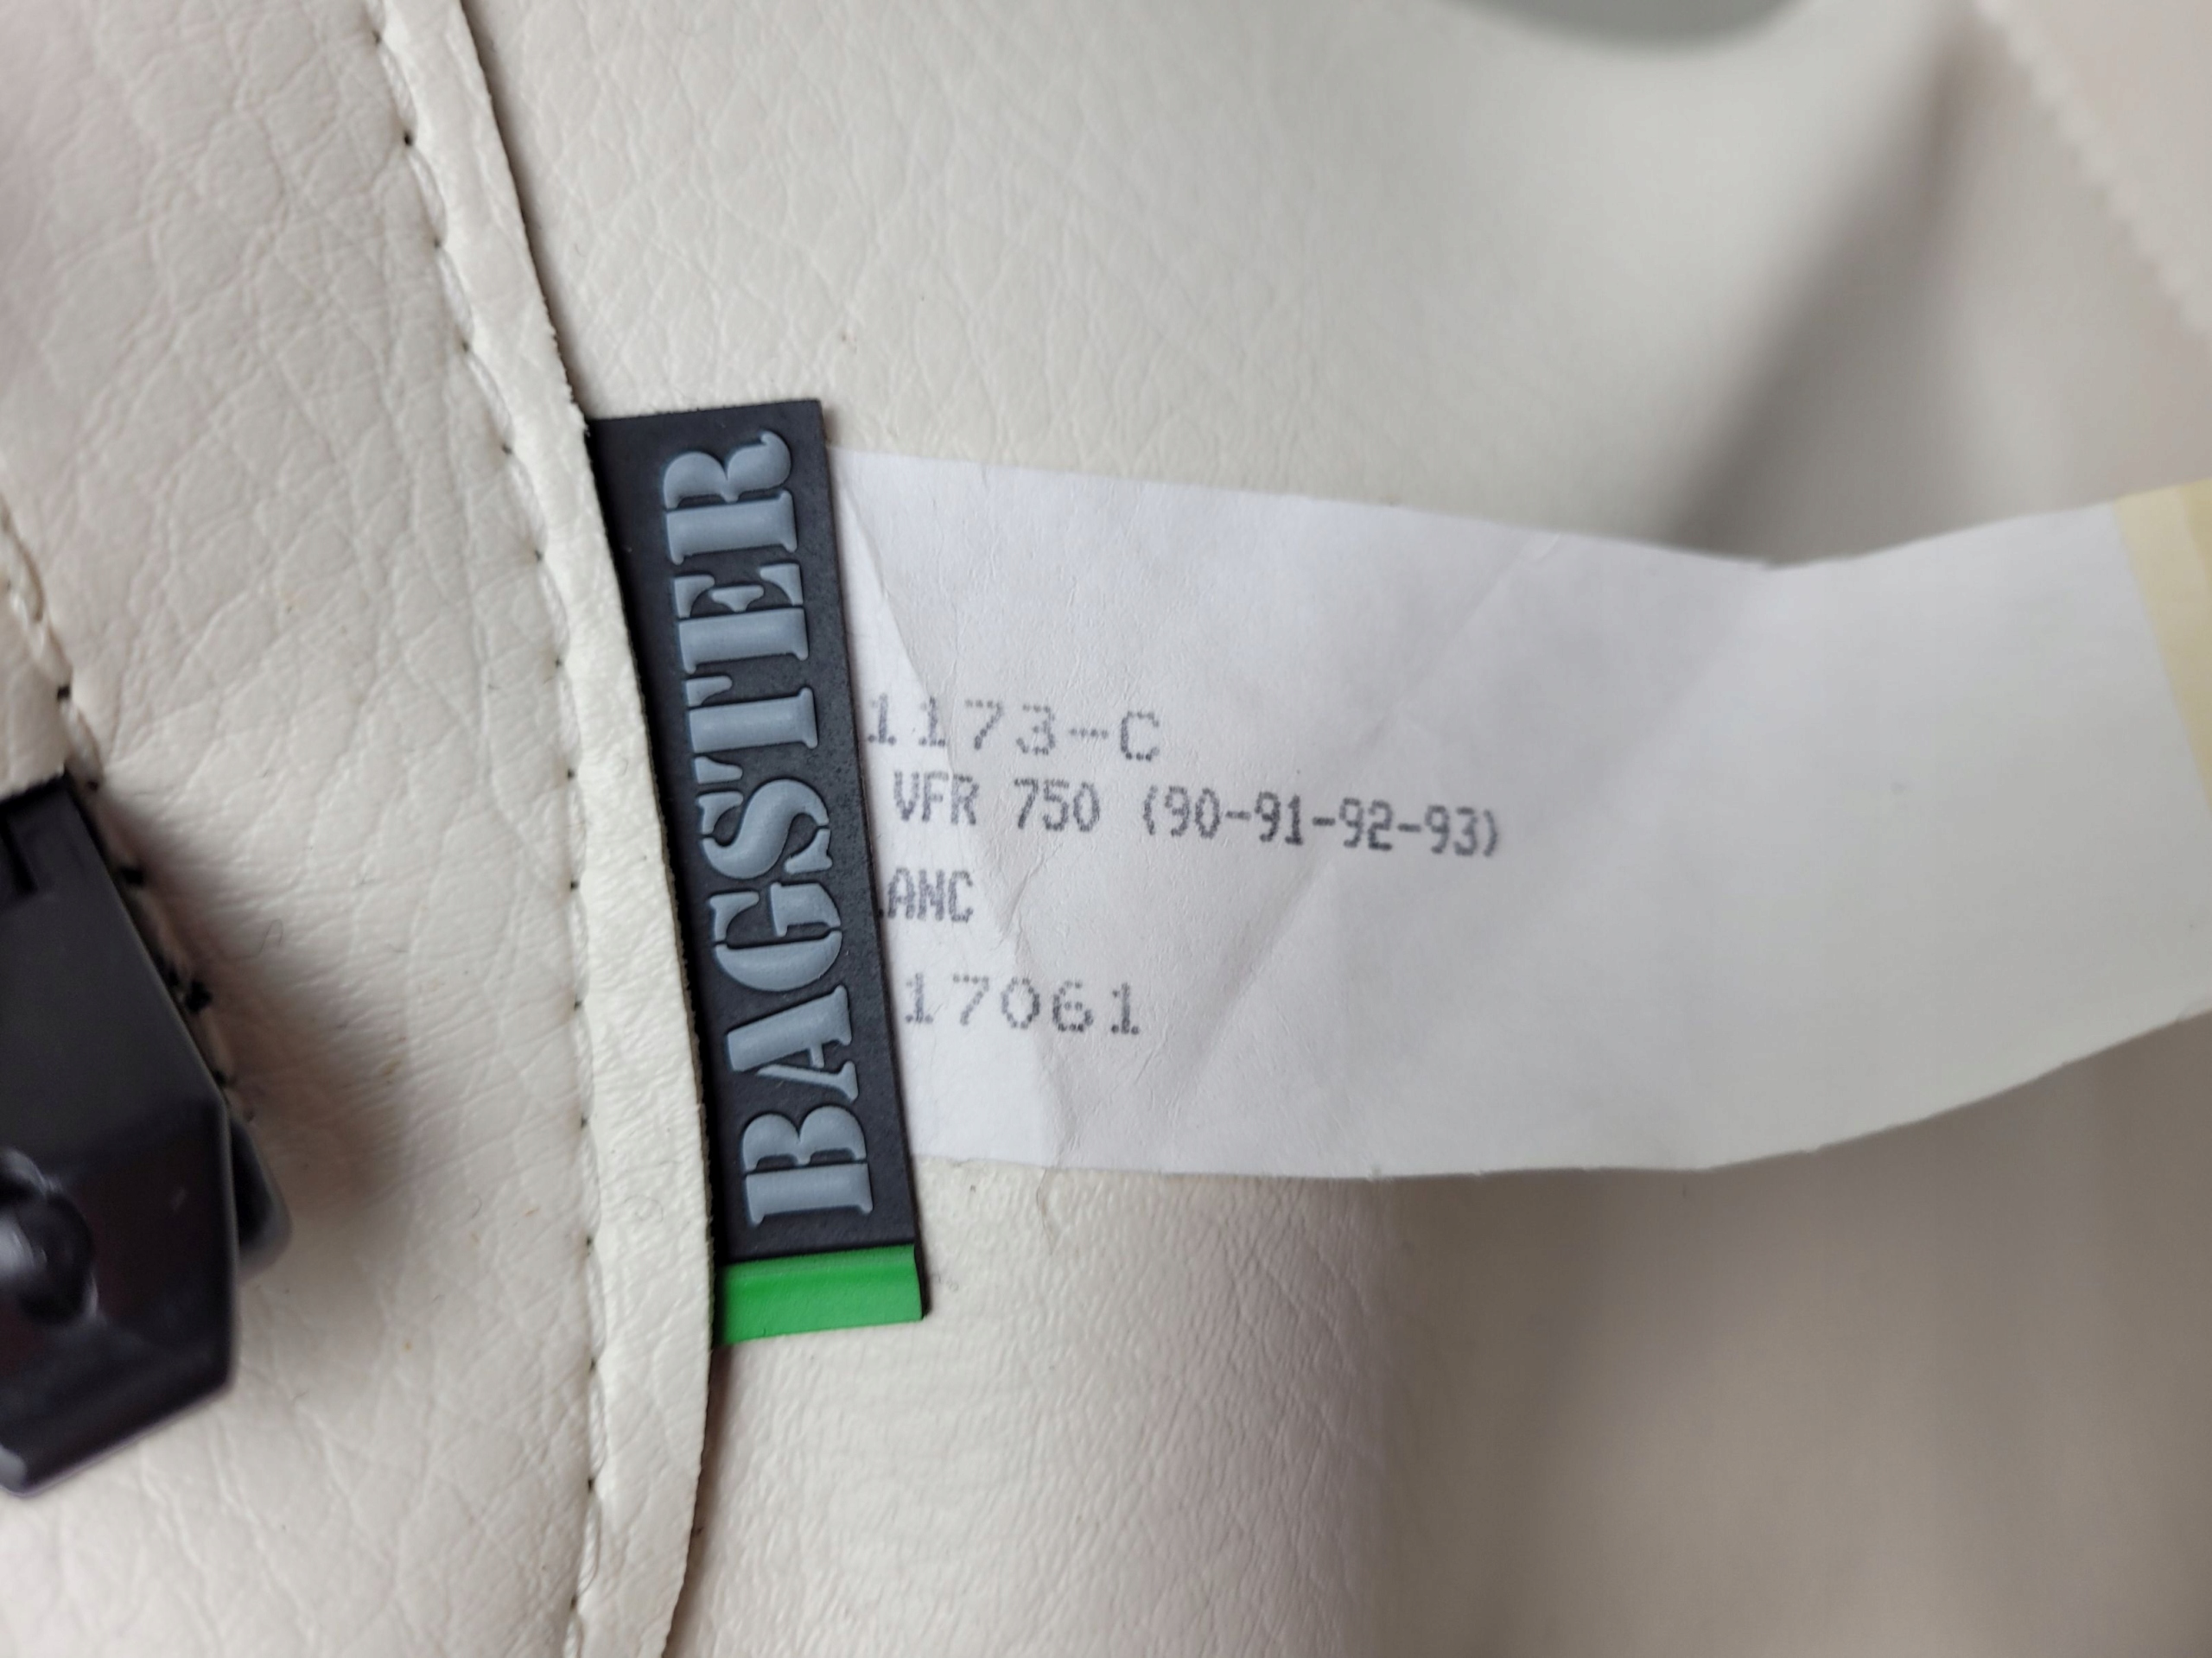 BAGSTER
1173-C
VFR 750 (90-91-92-93)
ANC
17061